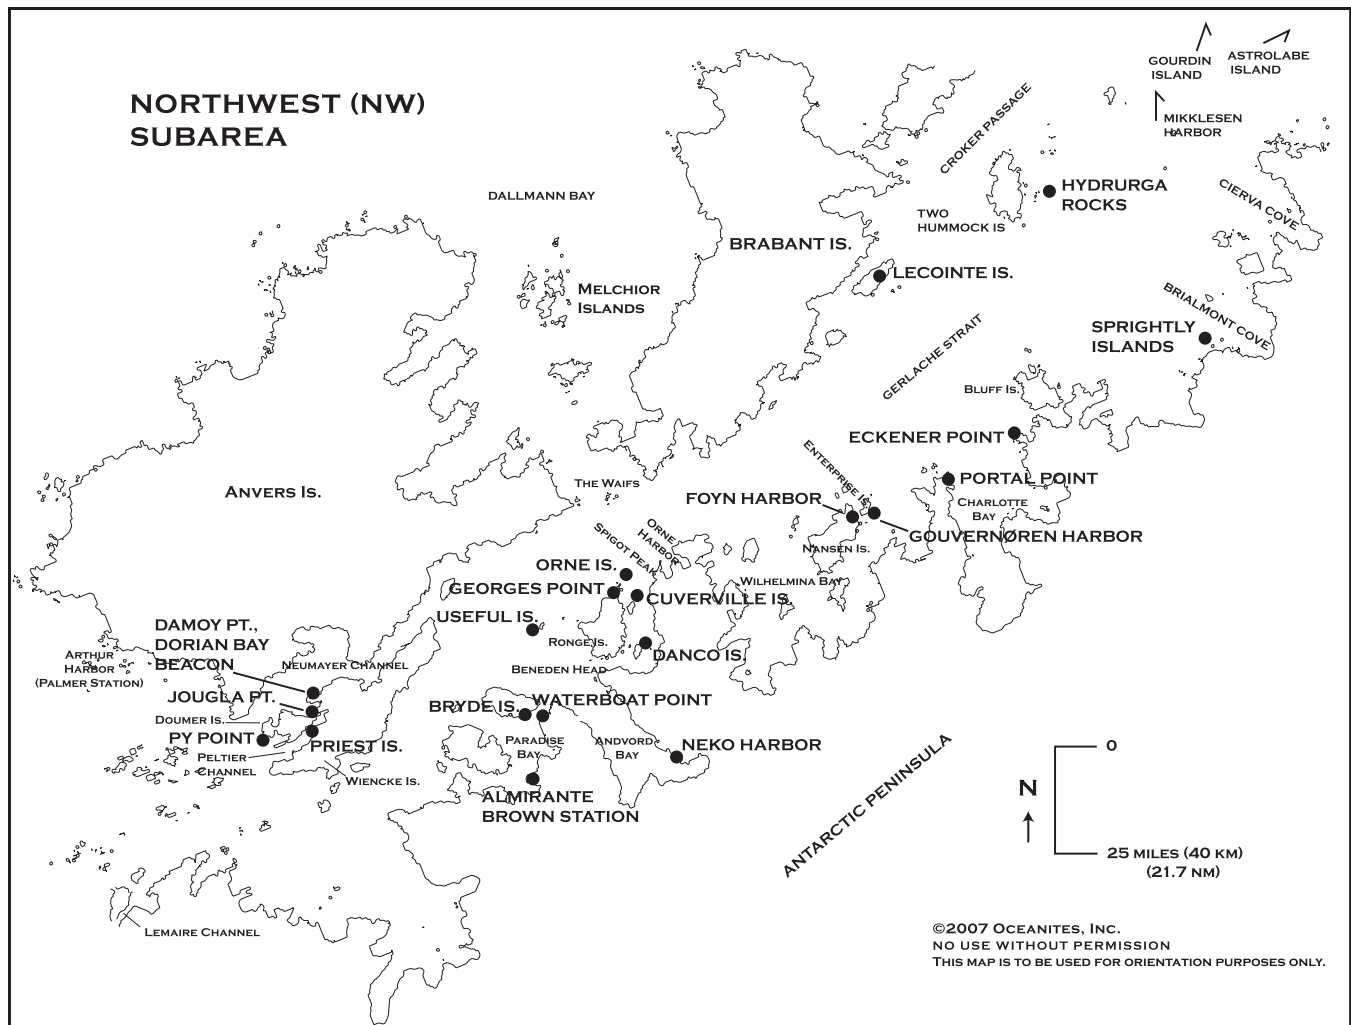 NORTHWEST (NW)
SUBAREA
GOURDIN
ISLAND
ASTROLABE
ISLAND
MIKKLESEN
HARBOR
CROKER PASSAGE
HYDRURGA
ROCKS
CIERVA COVE
DALLMANN BAY
TWO
HUMMOCK IS
BRABANT IS.
LECOINTE IS.
MELCHIOR
ISLANDS
BRIALMONT COVE
SPRIGHTLY
ISLANDS
GERLACHE STRAIT
BLUFF IS.
ECKENER POINT
ENTERPRISE IS.
PORTAL POINT
THE WAIFS
ANVERS IS.
FOYN HARBOR
CHARLOTTE
BAY
GOUVERNØREN HARBOR
NANSEN IS.
ORNE
HARBOR
SPIGOT PEAK
ORNE IS.
GEORGES POINT
WILHELMINA BAY
CUVERVILLE IS.
USEFUL IS.
RONGE IS.
DANCO IS.
BENEDEN HEAD
DAMOY PT.,
DORIAN BAY
BEACON
ARTHUR
HARBOR
(PALMER STATION)
NEUMAYER CHANNEL
JOUGLA PT.
DOUMER IS.
PY POINT
PRIEST IS.
PELTIER
CHANNEL
WIENCKE IS.
BRYDE IS.
WATERBOAT POINT
PARADISE
BAY
ANDVORD
BAY
NEKO HARBOR
ALMIRANTE
BROWN STATION
ANTARCTIC PENINSULA
N
0
25 MILES (40 KM)
(21.7 NM)
LEMAIRE CHANNEL
©2007 OCEANITES, INC.
NO USE WITHOUT PERMISSION
THIS MAP IS TO BE USED FOR ORIENTATION PURPOSES ONLY.